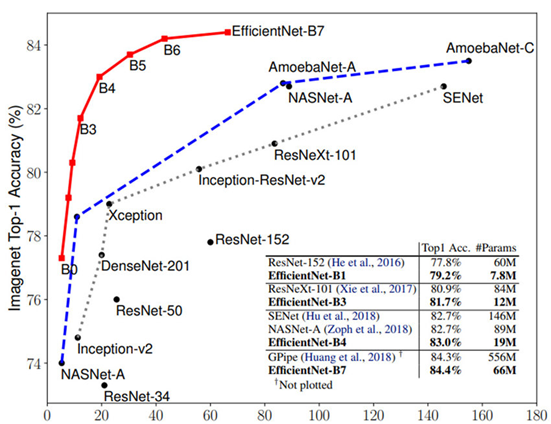 EfficientNet-B7
84
B6
AmoebaNet-C
B5
AmoebaNet-A
B4
NASNet-A
SENet
82
B3
ResNeXt-101
Inception-ResNet-v2
80
Xception
78
ResNet-152
B0
DenseNet-201
76
ResNet-50
Inception-v2
74
NASNet-A
ResNet-34
Imagenet Top-1 Accuracy (%)
0 20 40 60 80 100 120 140 160 180
Top1 Acc. #Params
ResNet-152 (He et al., 2016) 77.8% 60M
EfficientNet-B1 79.2% 7.8M
ResNeXt-101 (Xie et al., 2017) 80.9% 84M
EfficientNet-B3 81.7% 12M
SENet (Hu et al., 2018) 82.7% 146M
NASNet-A (Zoph et al., 2018) 82.7% 89M
EfficientNet-B4 83.0% 19M
GPipe (Huang et al., 2018) † 84.3% 556M
EfficientNet-B7 84.4% 66M
†Not plotted